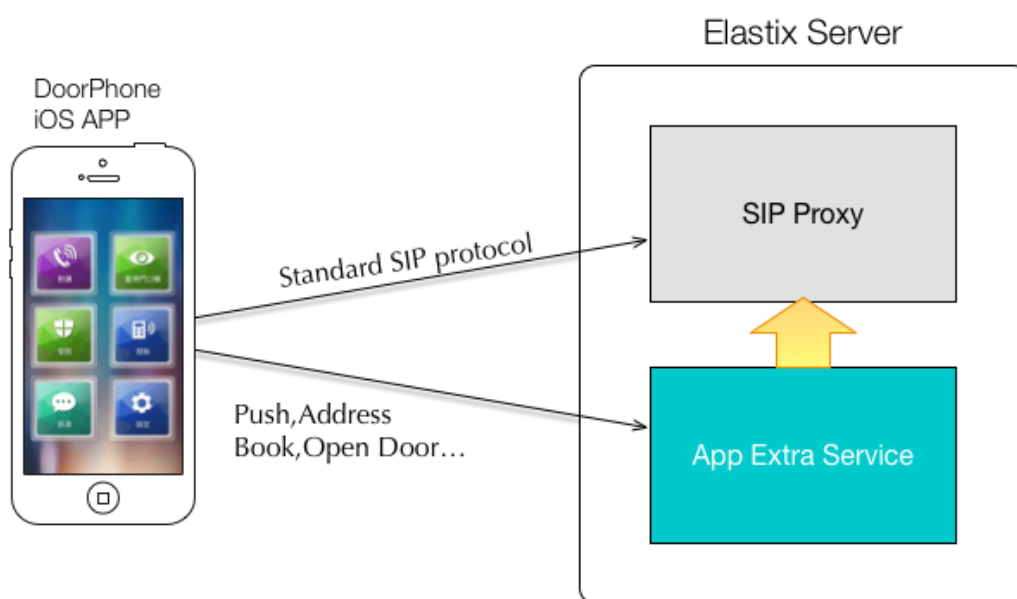 Elastix Server
DoorPhone
iOS APP
SIP Proxy
Standard SIP protocol
Push,Address
Book,Open Door...
App Extra Service